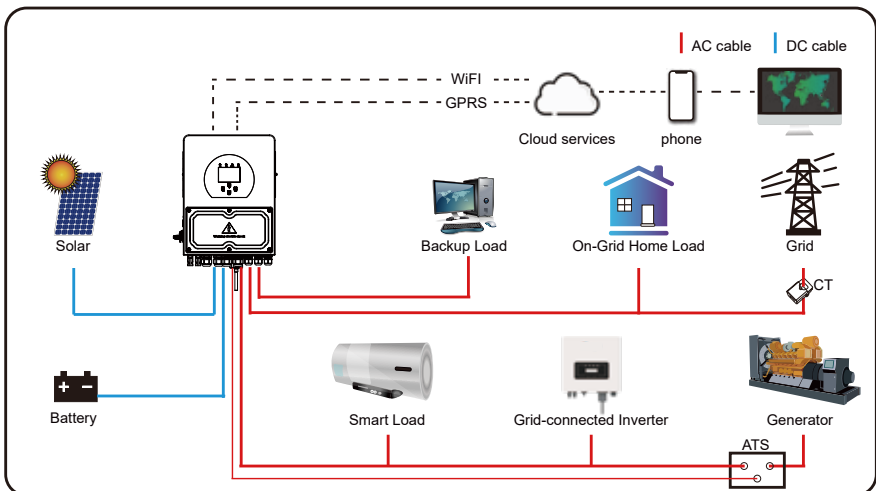 AC cable
DC cable
WiFI
GPRS
Cloud services
phone
Solar
Backup Load
On-Grid Home Load
Grid
CT
Battery
Smart Load
Grid-connected Inverter
Generator
ATS